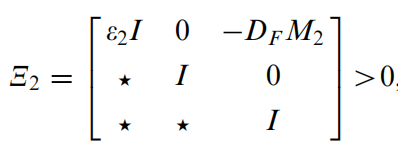 ε₂I 0 −D_F M₂
Ξ₂ = ⋆ I 0 > 0,
⋆ ⋆ I